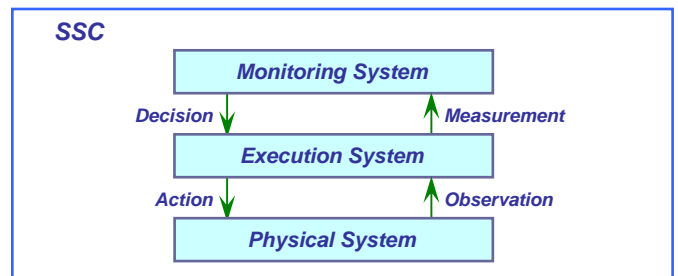 SSC
Monitoring System
Decision Measurement
Execution System
Action Observation
Physical System